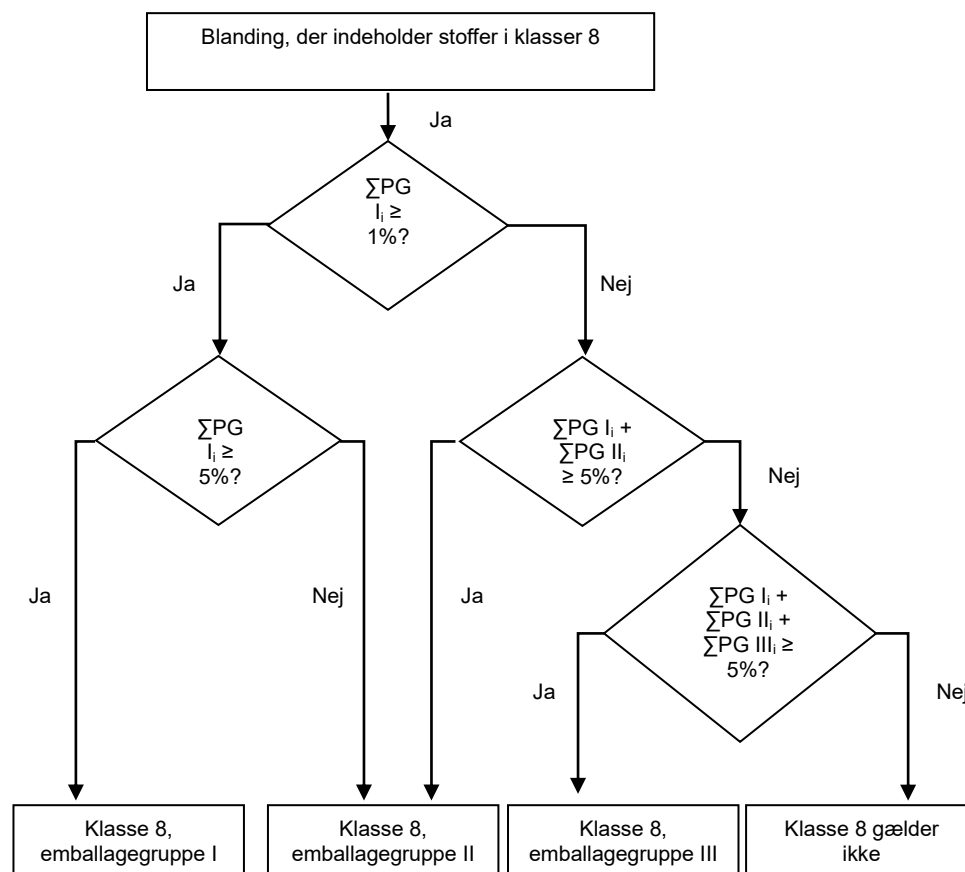 Blanding, der indeholder stoffer i klasser 8
Ja
∑PG
Iᵢ ≥
1%?
Ja
Nej
∑PG
Iᵢ ≥
5%?
∑PG Iᵢ +
∑PG IIᵢ
≥ 5%?
Nej
Ja
Nej
Ja
∑PG Iᵢ +
∑PG IIᵢ +
∑PG IIIᵢ ≥
5%?
Ja
Nej
Klasse 8,
emballagegruppe I
Klasse 8,
emballagegruppe II
Klasse 8,
emballagegruppe III
Klasse 8 gælder
ikke